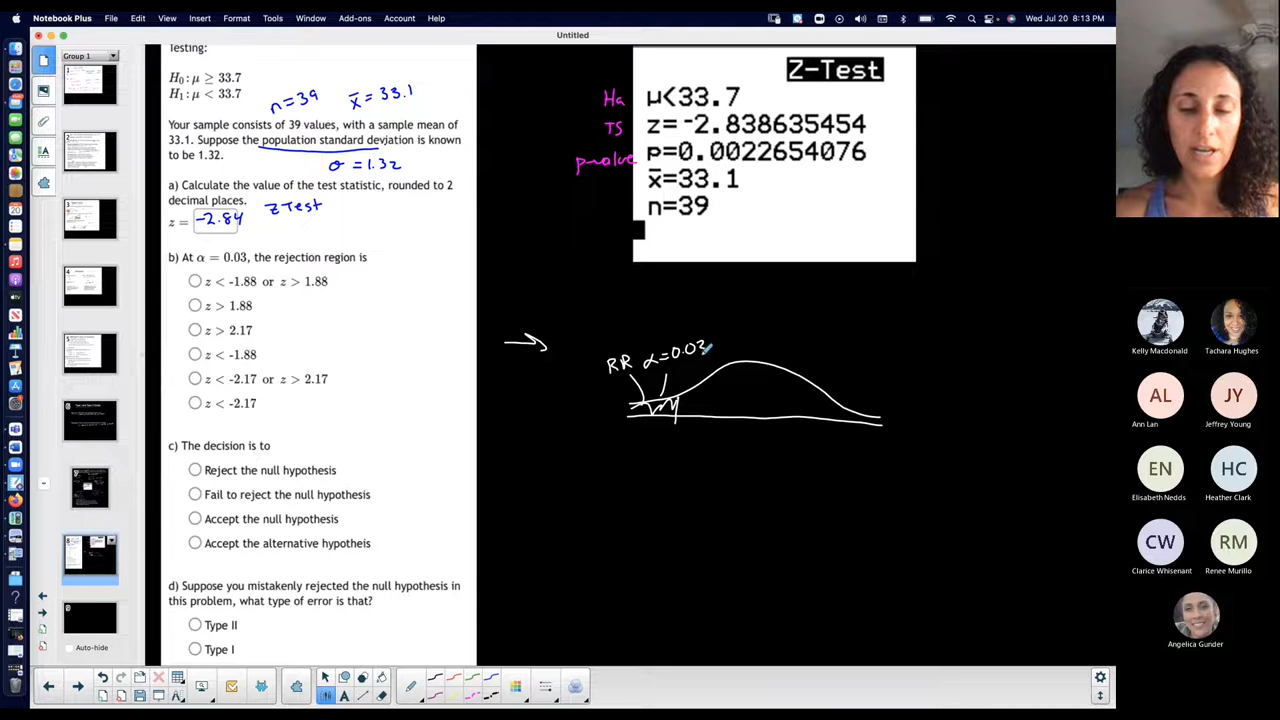 Notebook Plus File Edit View Insert Format Tools Window Add-ons Account Help
Wed Jul 20 8:13 PM
Untitled
Group 1
Testing:
H₀ : μ ≥ 33.7
H₁ : μ < 33.7
n=39 x̄=33.1
Your sample consists of 39 values, with a sample mean of
33.1. Suppose the population standard deviation is known
to be 1.32.
σ = 1.32
a) Calculate the value of the test statistic, rounded to 2
decimal places.
z = -2.84 ZTest
b) At α = 0.03, the rejection region is
z < -1.88 or z > 1.88
z > 1.88
z > 2.17
z < -1.88
z < -2.17 or z > 2.17
z < -2.17
c) The decision is to
Reject the null hypothesis
Fail to reject the null hypothesis
Accept the null hypothesis
Accept the alternative hypotheis
d) Suppose you mistakenly rejected the null hypothesis in
this problem, what type of error is that?
Type II
Type I
Z-Test
Ha μ<33.7
TS z=-2.838635454
p=0.0022654076
x̄=33.1
n=39
RR α=0.03
1
2
3
4
5
6
8
9
Auto-hide
Kelly Macdonald
Tachara Hughes
AL
Ann Lan
JY
Jeffrey Young
EN
Elisabeth Nedds
HC
Heather Clark
CW
Clarice Whisenant
RM
Renee Murillo
Angelica Gunder